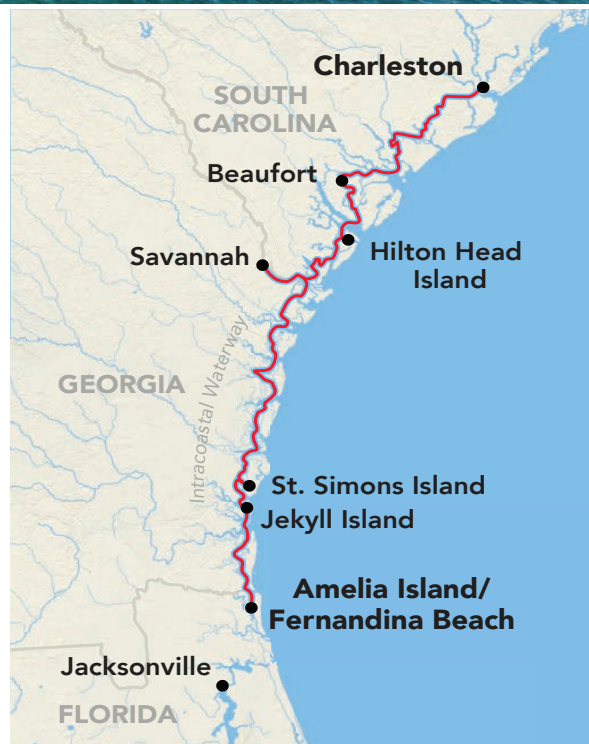 Charleston
SOUTH
CAROLINA
Beaufort
Hilton Head
Island
Savannah
Intracoastal Waterway
GEORGIA
St. Simons Island
Jekyll Island
Amelia Island/
Fernandina Beach
Jacksonville
FLORIDA